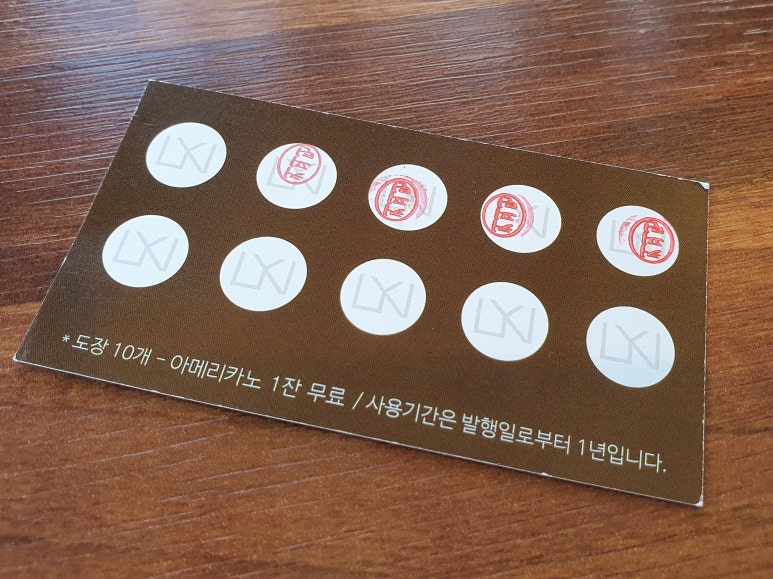 * 도장 10개 - 아메리카노 1잔 무료 / 사용기간은 발행일로부터 1년입니다.